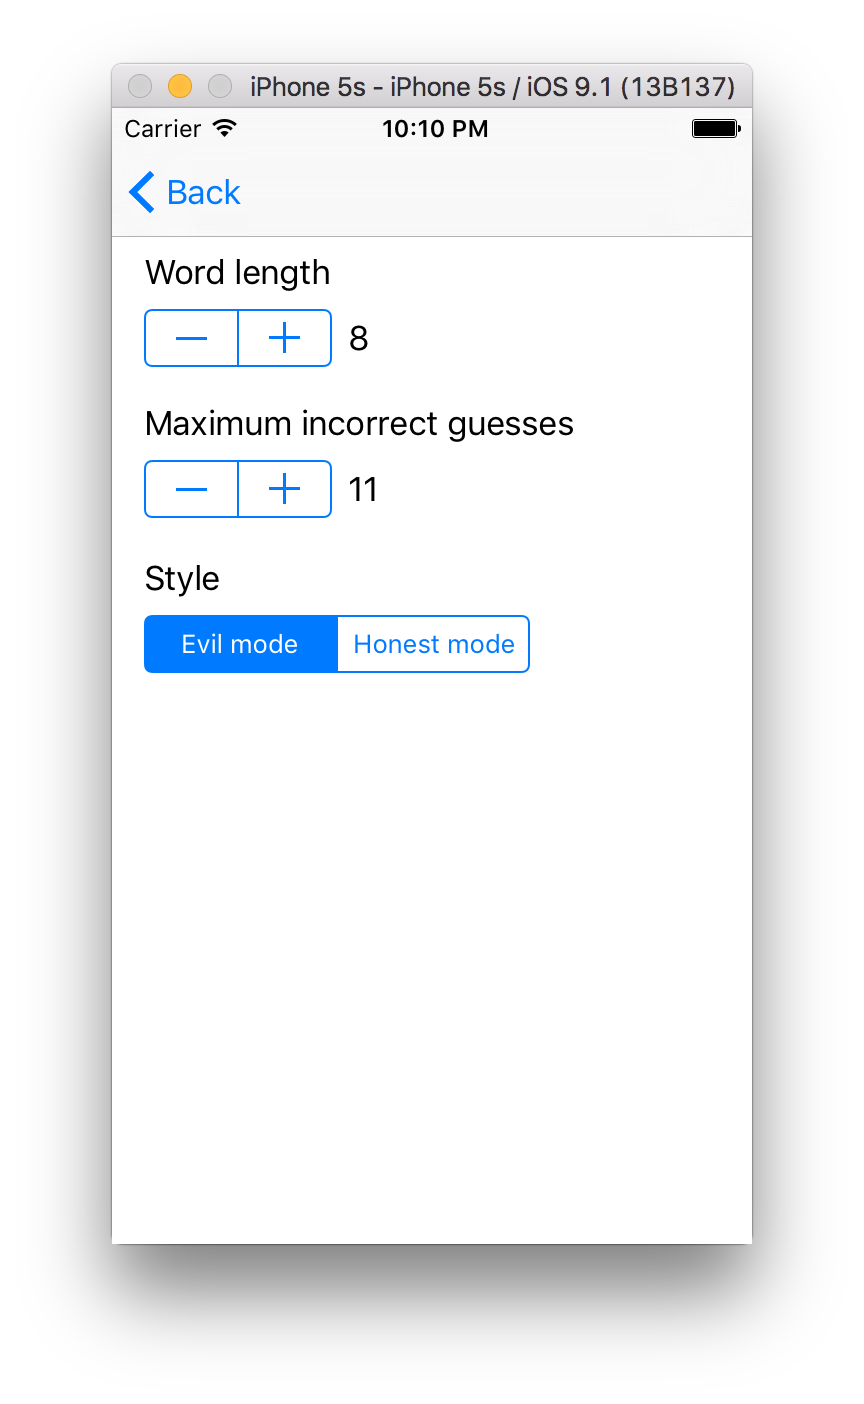 iPhone 5s - iPhone 5s / iOS 9.1 (13B137)
Carrier 10:10 PM
Back
Word length
8
Maximum incorrect guesses
11
Style
Evil mode Honest mode